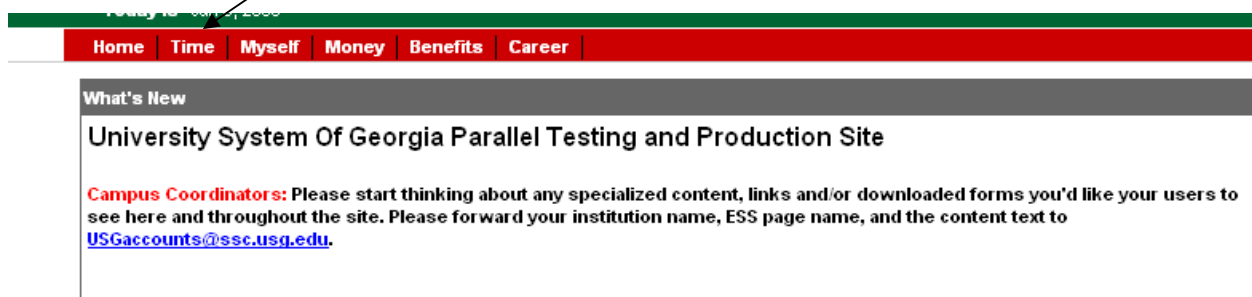 Today is
Home Time Myself Money Benefits Career
What's New
University System Of Georgia Parallel Testing and Production Site
Campus Coordinators: Please start thinking about any specialized content, links and/or downloaded forms you'd like your users to
see here and throughout the site. Please forward your institution name, ESS page name, and the content text to
USGaccounts@ssc.usg.edu.